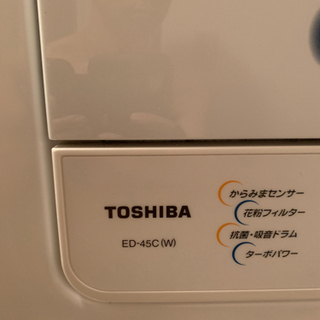 TOSHIBA
ED-45C(W)
からみまセンサー
花粉フィルター
抗菌・吸音ドラム
ターボパワー